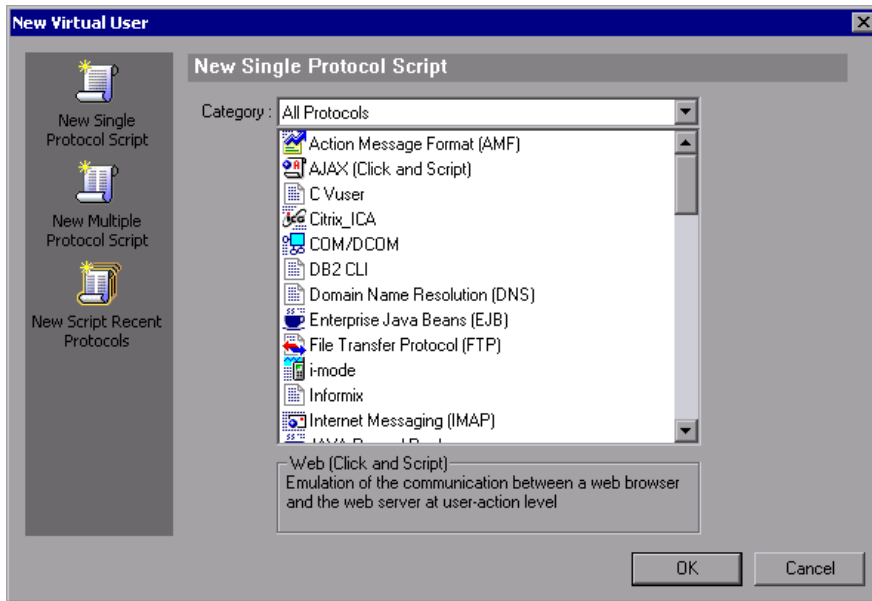 New Virtual User
New Single
Protocol Script
New Multiple
Protocol Script
New Script Recent
Protocols
New Single Protocol Script
Category :
All Protocols
Action Message Format (AMF)
AJAX (Click and Script)
C Vuser
Citrix_ICA
COM/DCOM
DB2 CLI
Domain Name Resolution (DNS)
Enterprise Java Beans (EJB)
File Transfer Protocol (FTP)
i-mode
Informix
Internet Messaging (IMAP)
Web (Click and Script)
Emulation of the communication between a web browser
and the web server at user-action level
OK
Cancel